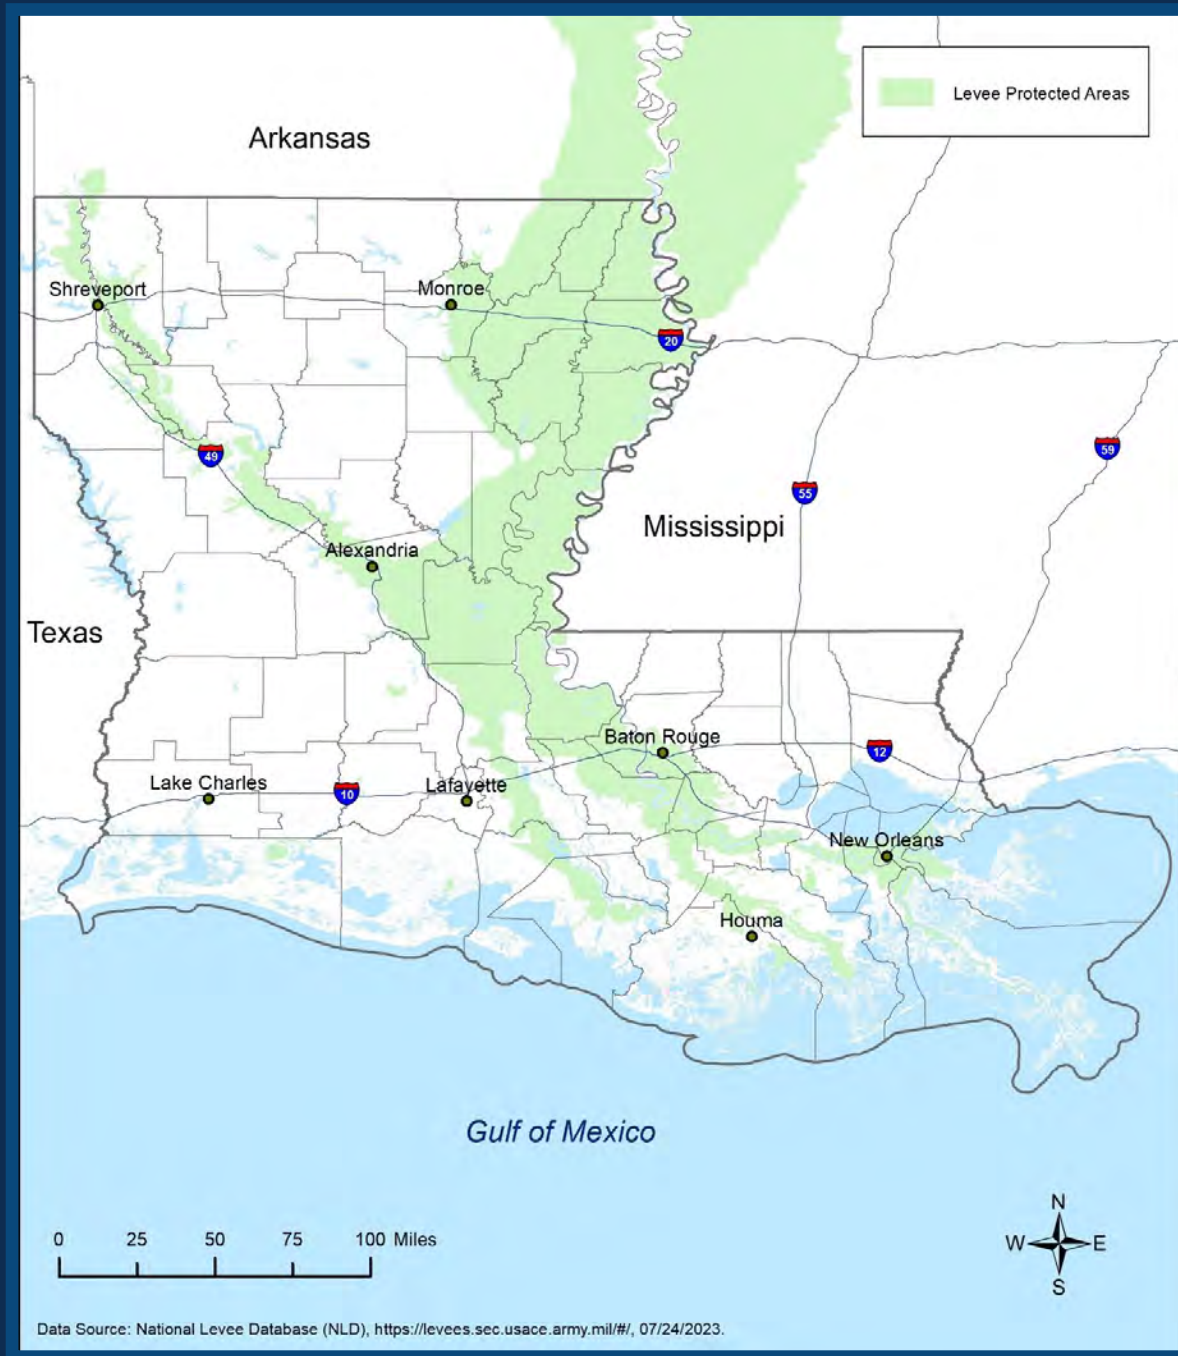 Levee Protected Areas
Arkansas
Shreveport
Monroe
20
49
59
55
Mississippi
Alexandria
Texas
Baton Rouge
12
Lake Charles
10
Lafayette
New Orleans
Houma
Gulf of Mexico
N
W E
S
0 25 50 75 100 Miles
Data Source: National Levee Database (NLD), https://levees.sec.usace.army.mil/#/, 07/24/2023.